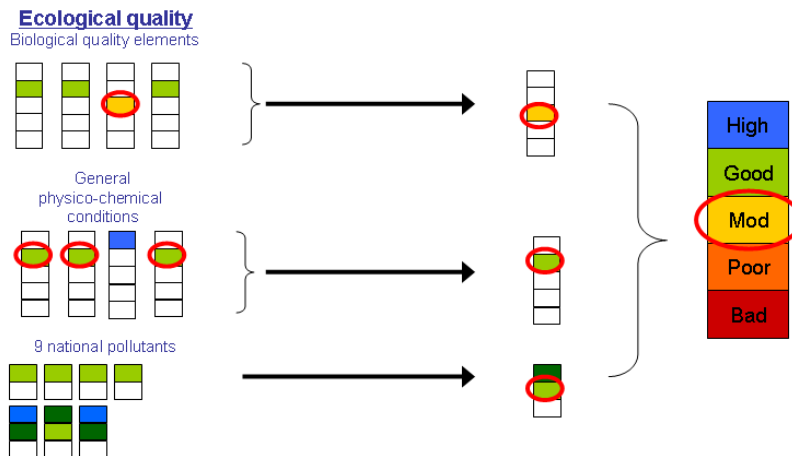 Ecological quality
Biological quality elements
General
physico-chemical
conditions
9 national pollutants
High
Good
Mod
Poor
Bad